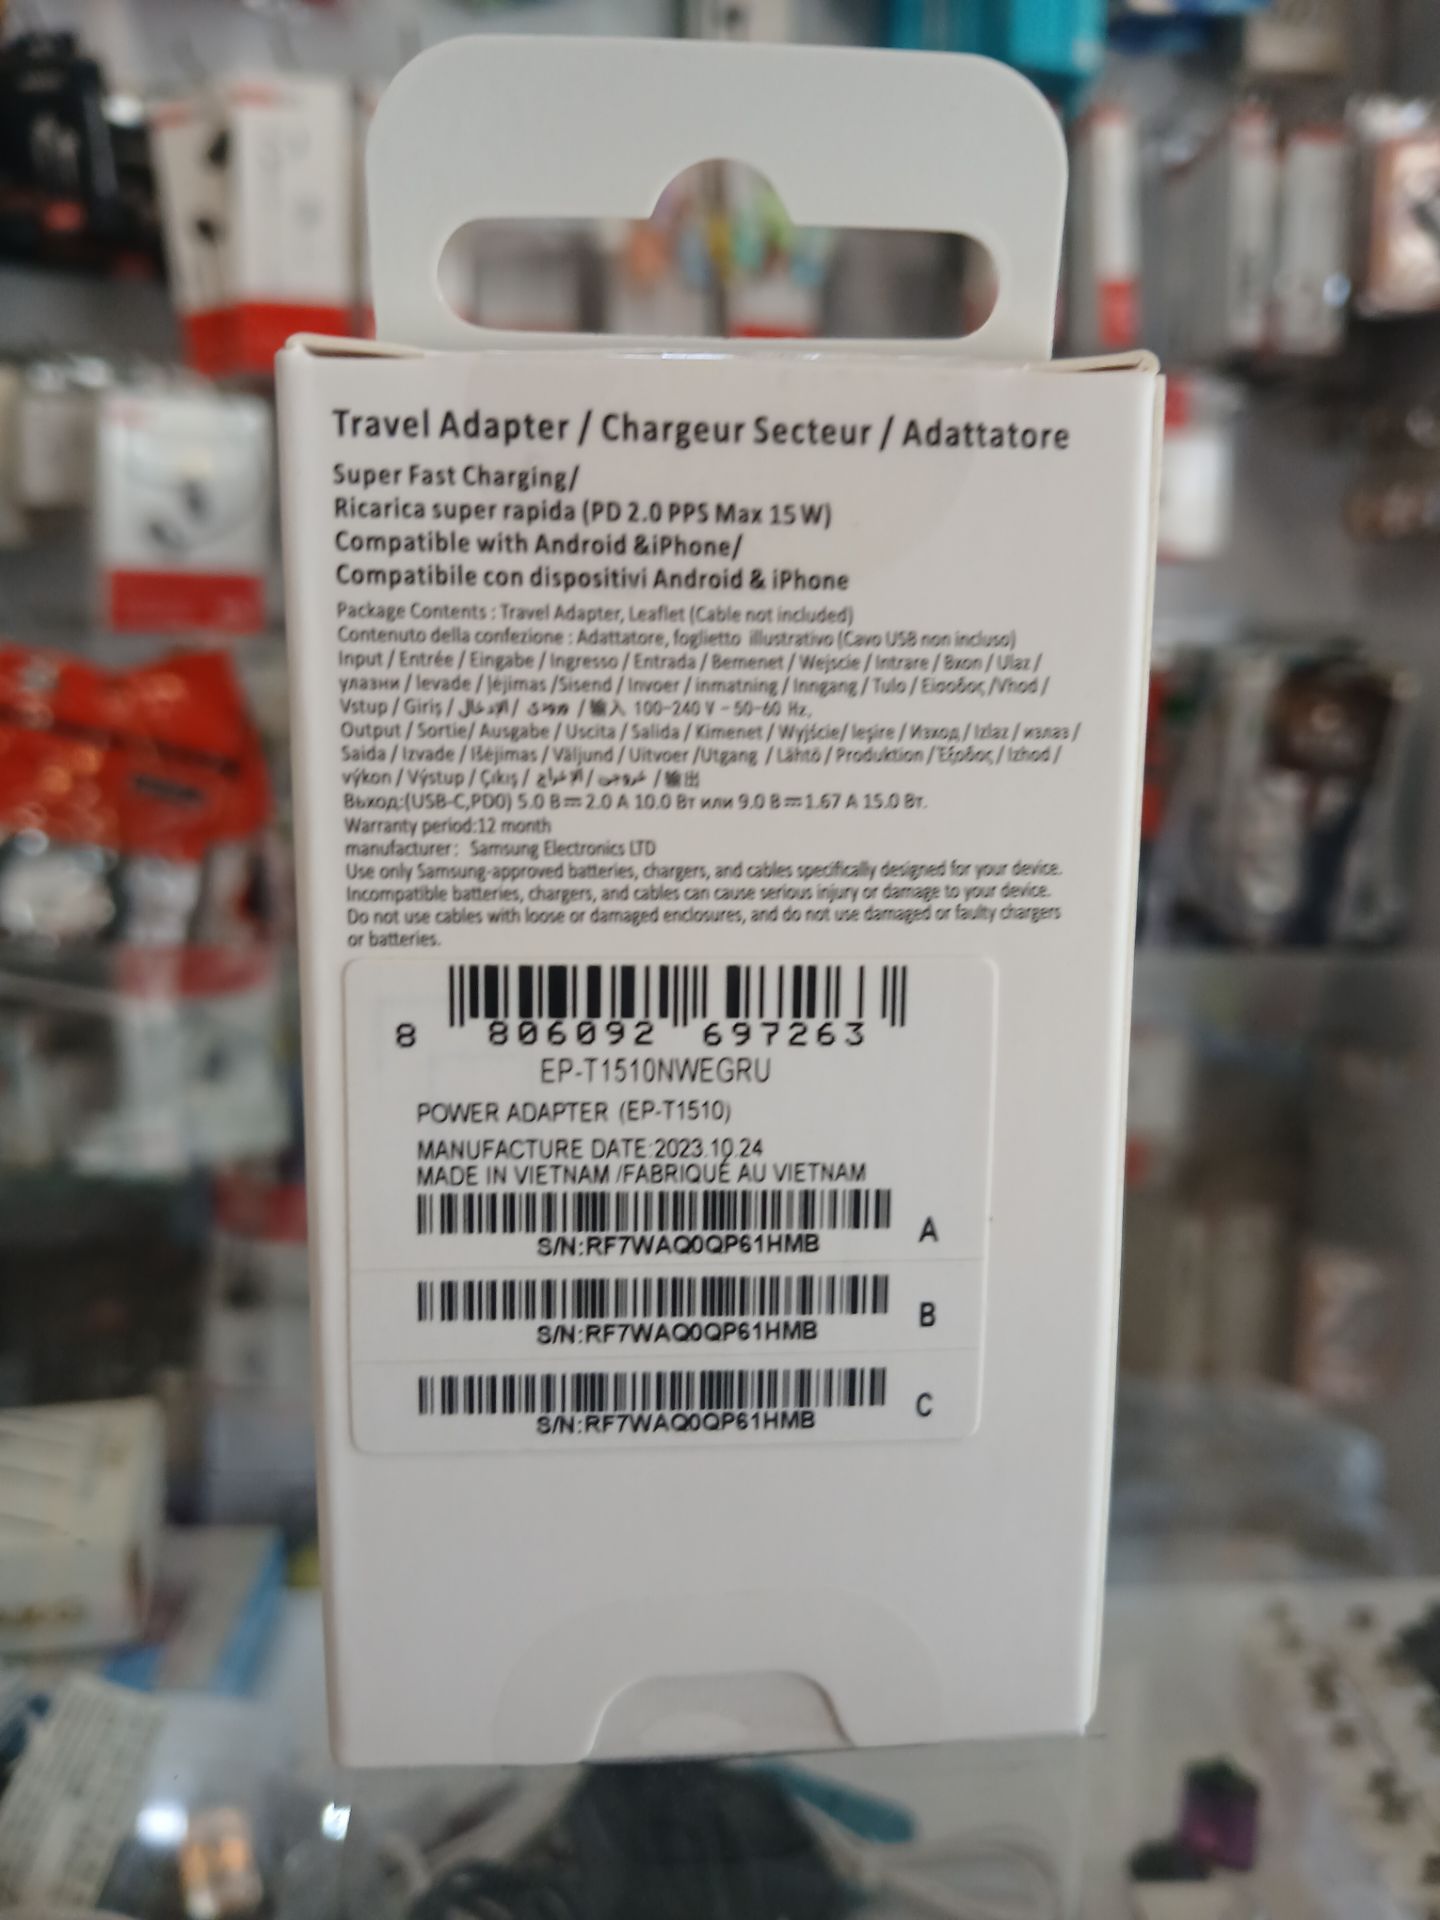 Travel Adapter / Chargeur Secteur / Adattatore
Super Fast Charging/
Ricarica super rapida (PD 2.0 PPS Max 15 W)
Compatible with Android &iPhone/
Compatibile con dispositivi Android & iPhone
Package Contents : Travel Adapter, Leaflet (Cable not included)
Contenuto della confezione : Adattatore, foglietto illustrativo (Cavo USB non incluso)
Input / Entrée / Eingabe / Ingresso / Entrada / Bemenet / Wejscie / Intrare / Вхоп / Ulaz /
улазни / Ievade / Įėjimas /Sisend / Invoer / inmatning / Inngang / Tulo / Είσοδος /Vhod /
Vstup / Giriş / الإدخال / ورودی / 输入 100-240 V ~ 50-60 Hz,
Output / Sortie/ Ausgabe / Uscita / Salida / Kimenet / Wyjście/ Ieşire / Изход / Izlaz / излаз /
Saida / Izvade / Išėjimas / Väljund / Uitvoer /Utgang / Lähtö / Produktion /Έξοδος / Izhod /
výkon / Výstup / Çıkış / الإخراج / خروجی / 输出
Выход:(USB-C,PD0) 5.0 В⎓2.0 А 10.0 Вт или 9.0 В⎓1.67 А 15.0 Вт.
Warranty period:12 month
manufacturer: Samsung Electronics LTD
Use only Samsung-approved batteries, chargers, and cables specifically designed for your device.
Incompatible batteries, chargers, and cables can cause serious injury or damage to your device.
Do not use cables with loose or damaged enclosures, and do not use damaged or faulty chargers
or batteries.
8 806092 697263
EP-T1510NWEGRU
POWER ADAPTER (EP-T1510)
MANUFACTURE DATE:2023.10.24
MADE IN VIETNAM /FABRIQUÉ AU VIETNAM
S/N:RF7WAQ0QP61HMB A
S/N:RF7WAQ0QP61HMB B
S/N:RF7WAQ0QP61HMB C